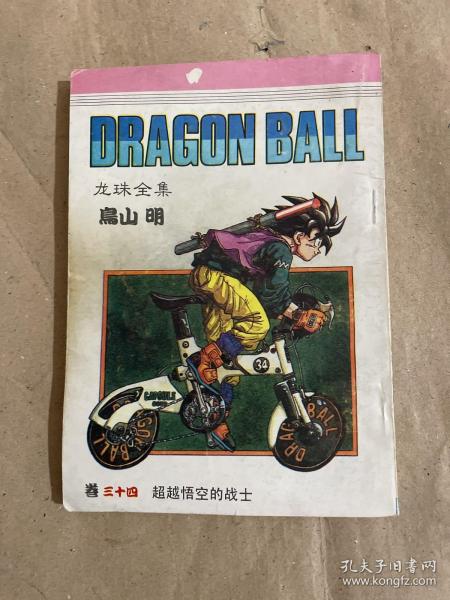 DRAGON BALL
龙珠全集
鳥山 明
34
CAPSULE
DRAGON BALL
DRAGON BALL
卷 三十四 超越悟空的战士
孔夫子旧书网
www.kongfz.com